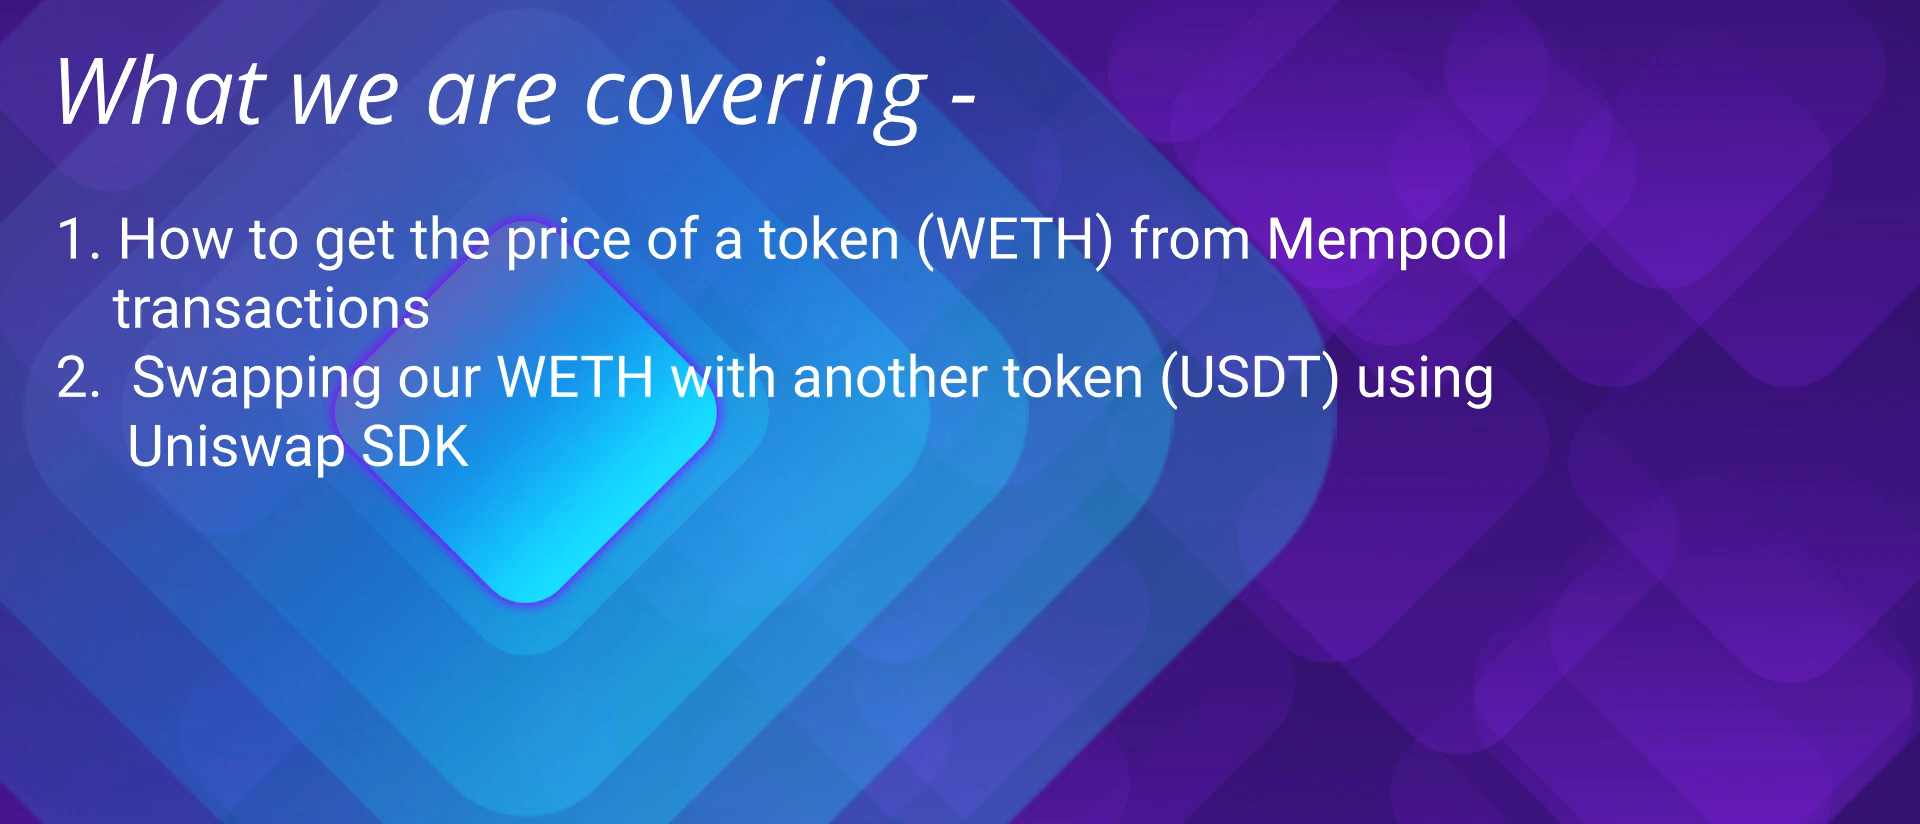 What we are covering -
1. How to get the price of a token (WETH) from Mempool
transactions
2. Swapping our WETH with another token (USDT) using
Uniswap SDK